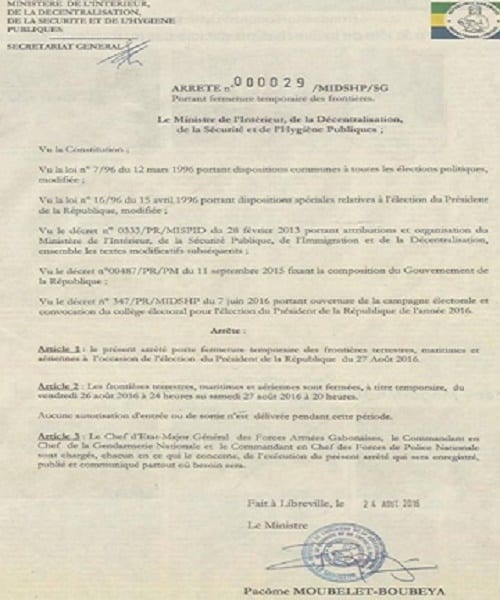 MINISTERE DE L'INTERIEUR,
DE LA DECENTRALISATION,
DE LA SECURITE ET DE L'HYGIENE
PUBLIQUES
SECRETARIAT GENERAL
ARRETE n° 000029 /MIDSHP/SG
Portant fermeture temporaire des frontières.
Le Ministre de l'Intérieur, de la Décentralisation,
de la Sécurité et de l'Hygiène Publiques ;
Vu la Constitution ;
Vu la loi n° 7/96 du 12 mars 1996 portant dispositions communes à toutes les élections politiques,
modifiée ;
Vu la loi n° 16/96 du 15 avril 1996 portant dispositions spéciales relatives à l'élection du Président
de la République, modifiée ;
Vu le décret n° 0333/PR/MISPID du 28 février 2013 portant attributions et organisation du
Ministère de l'Intérieur, de la Sécurité Publique, de l'Immigration et de la Décentralisation,
ensemble les textes modificatifs subséquents ;
Vu le décret n°00487/PR/PM du 11 septembre 2015 fixant la composition du Gouvernement de
la République ;
Vu le décret n° 347/PR/MIDSHP du 7 juin 2016 portant ouverture de la campagne électorale et
convocation du collège électoral pour l'élection du Président de la République de l'année 2016.
Arrête :
Article 1 : le présent arrêté porte fermeture temporaire des frontières terrestres, maritimes et
aériennes à l'occasion de l'élection du Président de la République du 27 Août 2016.
Article 2 : Les frontières terrestres, maritimes et aériennes sont fermées, à titre temporaire, du
vendredi 26 août 2016 à 24 heures au samedi 27 août 2016 à 20 heures.
Aucune autorisation d'entrée ou de sortie n'est délivrée pendant cette période.
Article 3 : Le Chef d'Etat-Major Général des Forces Armées Gabonaises, le Commandant en
Chef de la Gendarmerie Nationale et le Commandant en Chef des Forces de Police Nationale
sont chargés, chacun en ce qui le concerne, de l'exécution du présent arrêté qui sera enregistré,
publié et communiqué partout où besoin sera.
Fait à Libreville, le 24 AOUT 2016
Le Ministre
Pacôme MOUBELET-BOUBEYA